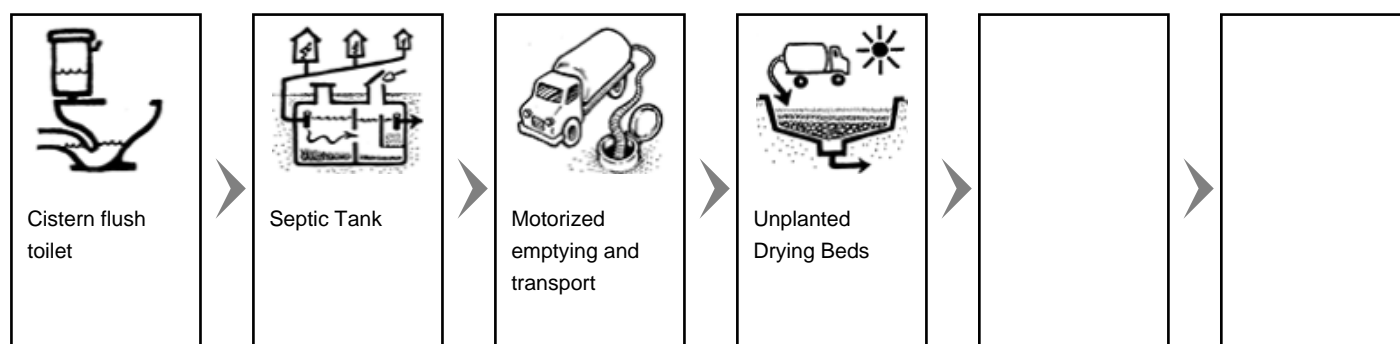 Cistern flush
toilet
Septic Tank
Motorized
emptying and
transport
Unplanted
Drying Beds